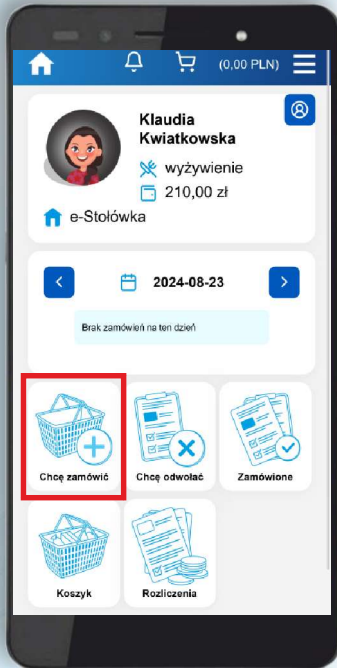 (0,00 PLN)
Klaudia
Kwiatkowska
wyżywienie
210,00 zł
e-Stołówka
2024-08-23
Brak zamówień na ten dzień
Chcę zamówić
Chcę odwołać
Zamówione
Koszyk
Rozliczenia